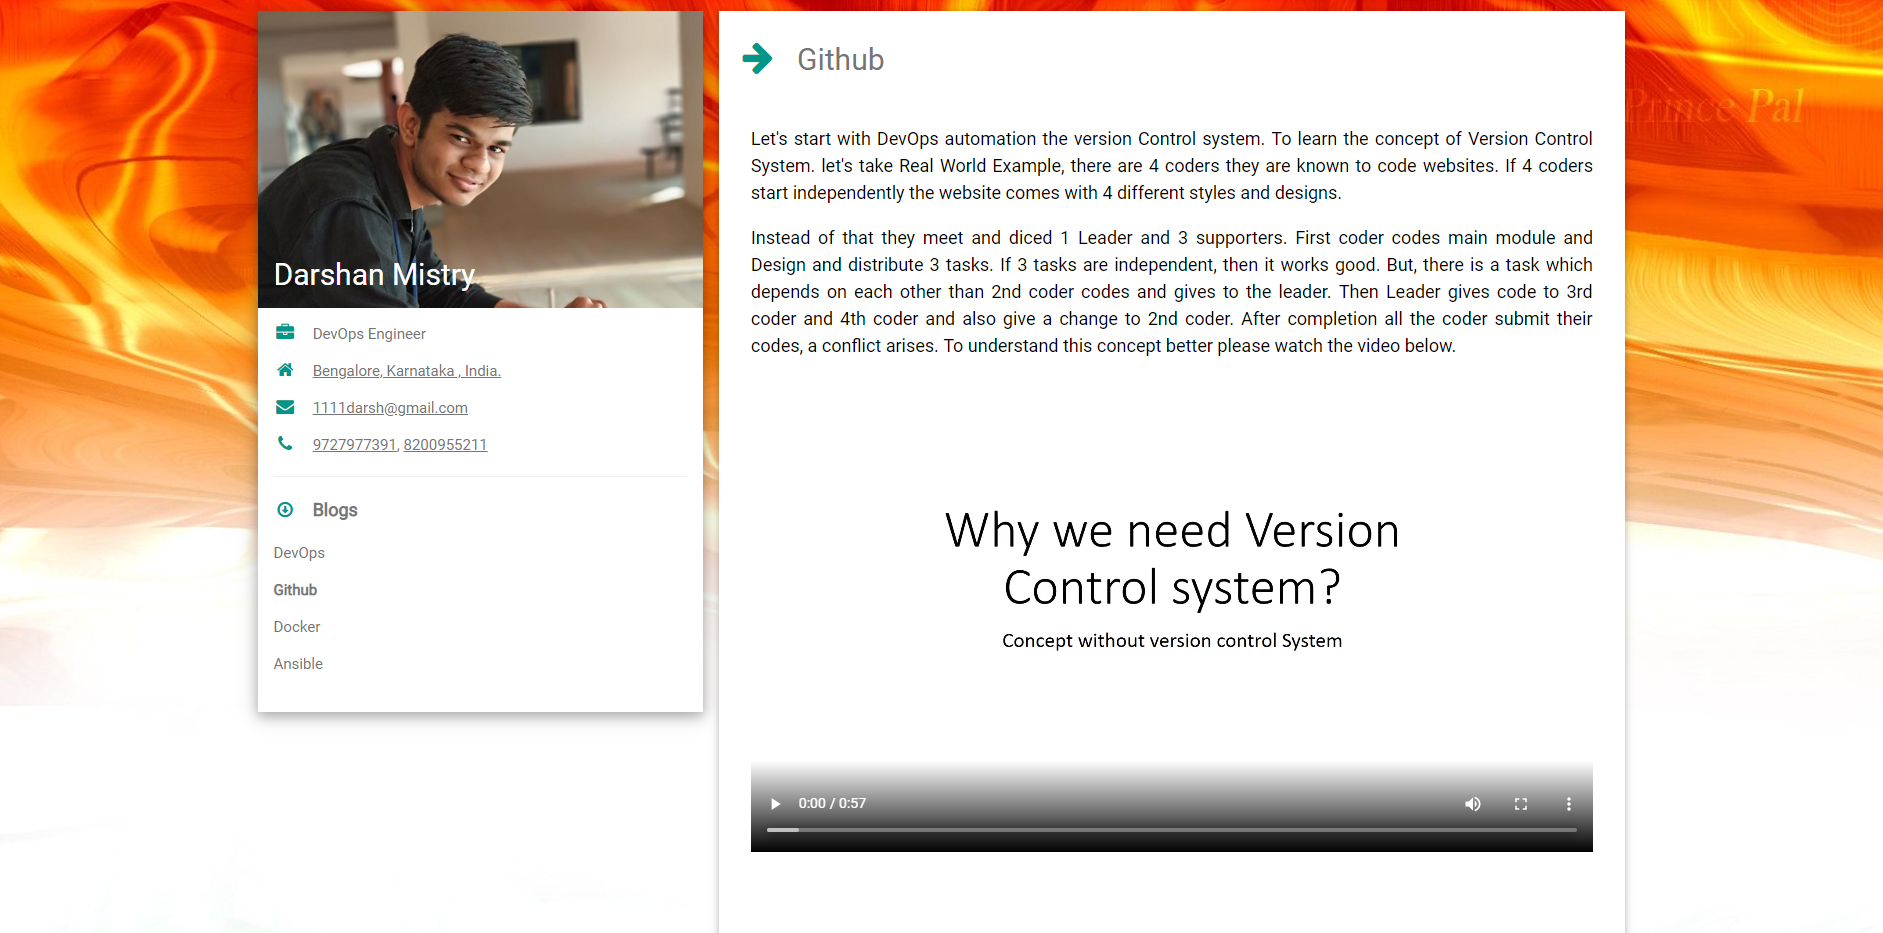 Prince Pal
Darshan Mistry
DevOps Engineer
Bengalore, Karnataka , India.
1111darsh@gmail.com
9727977391, 8200955211
Blogs
DevOps
Github
Docker
Ansible
Github
Let's start with DevOps automation the version Control system. To learn the concept of Version Control
System. let's take Real World Example, there are 4 coders they are known to code websites. If 4 coders
start independently the website comes with 4 different styles and designs.
Instead of that they meet and diced 1 Leader and 3 supporters. First coder codes main module and
Design and distribute 3 tasks. If 3 tasks are independent, then it works good. But, there is a task which
depends on each other than 2nd coder codes and gives to the leader. Then Leader gives code to 3rd
coder and 4th coder and also give a change to 2nd coder. After completion all the coder submit their
codes, a conflict arises. To understand this concept better please watch the video below.
Why we need Version
Control system?
Concept without version control System
0:00 / 0:57